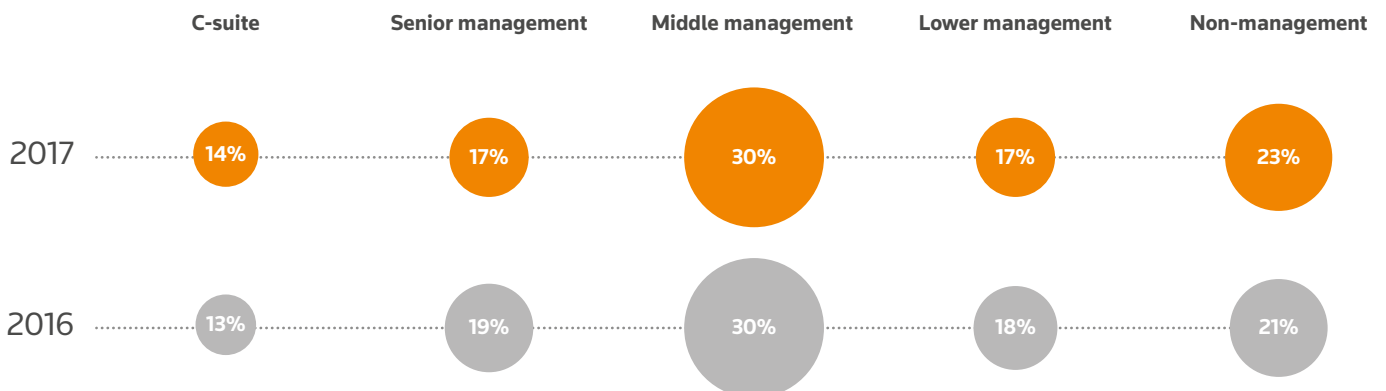 C-suite Senior management Middle management Lower management Non-management
2017 14% 17% 30% 17% 23%
2016 13% 19% 30% 18% 21%